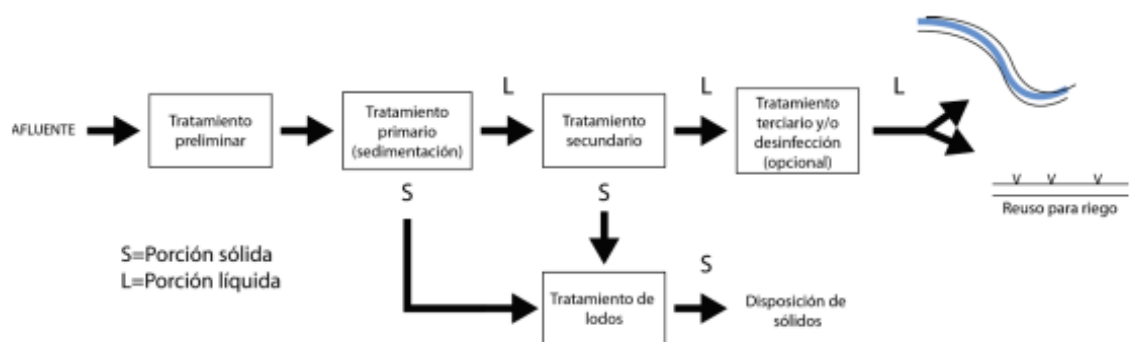 AFLUENTE
Tratamiento
preliminar
Tratamiento
primario
(sedimentación)
L
Tratamiento
secundario
L
Tratamiento
terciario y/o
desinfección
(opcional)
L
V V V
Reuso para riego
S
S
S=Porción sólida
L=Porción líquida
Tratamiento de
lodos
S
Disposición de
sólidos